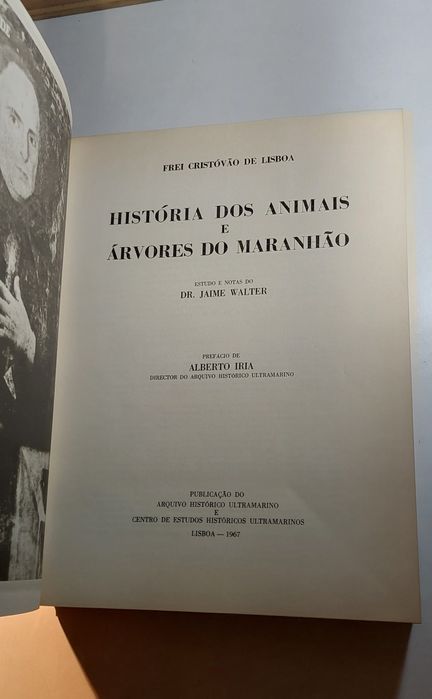 FREI CRISTÓVÃO DE LISBOA
HISTÓRIA DOS ANIMAIS
E
ÁRVORES DO MARANHÃO
ESTUDO E NOTAS DO
DR. JAIME WALTER
PREFÁCIO DE
ALBERTO IRIA
DIRECTOR DO ARQUIVO HISTÓRICO ULTRAMARINO
PUBLICAÇÃO DO
ARQUIVO HISTÓRICO ULTRAMARINO
E
CENTRO DE ESTUDOS HISTÓRICOS ULTRAMARINOS
LISBOA — 1967